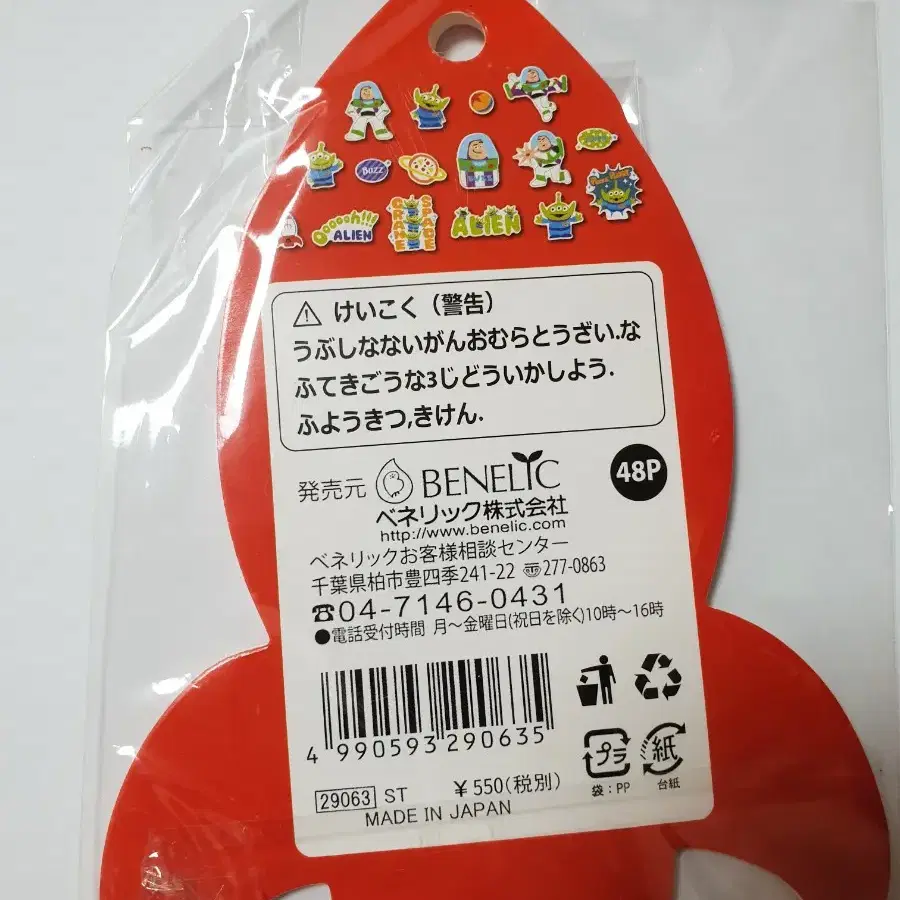 Buzz
Pizza Planet
Oooooh!!!
ALIEN
CRANE
SPACE
ALIEN
⚠ けいこく（警告）
うぶしなないがんおむらとうざい.な
ふてきごうな3じどういかしよう.
ふようきつ,きけん.
発売元 BENELIC
48P
ベネリック株式会社
http://www.benelic.com
ベネリックお客様相談センター
千葉県柏市豊四季241-22 〠277-0863
☎04-7146-0431
●電話受付時間 月～金曜日(祝日を除く)10時～16時
4 990593 290635
プラ
紙
袋：PP
台紙
29063 ST ￥550(税別)
MADE IN JAPAN